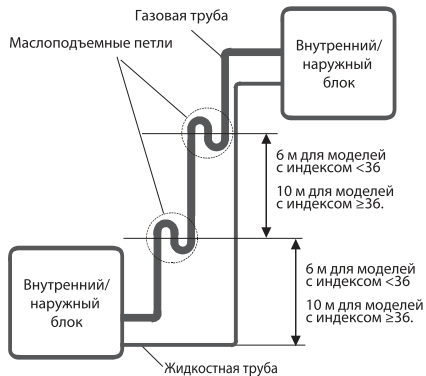 Газовая труба
Маслоподъемные петли
Внутренний/
наружный
блок
6 м для моделей
с индексом <36
10 м для моделей
с индексом ≥36.
Внутренний/
наружный
блок
6 м для моделей
с индексом <36
10 м для моделей
с индексом ≥36.
Жидкостная труба